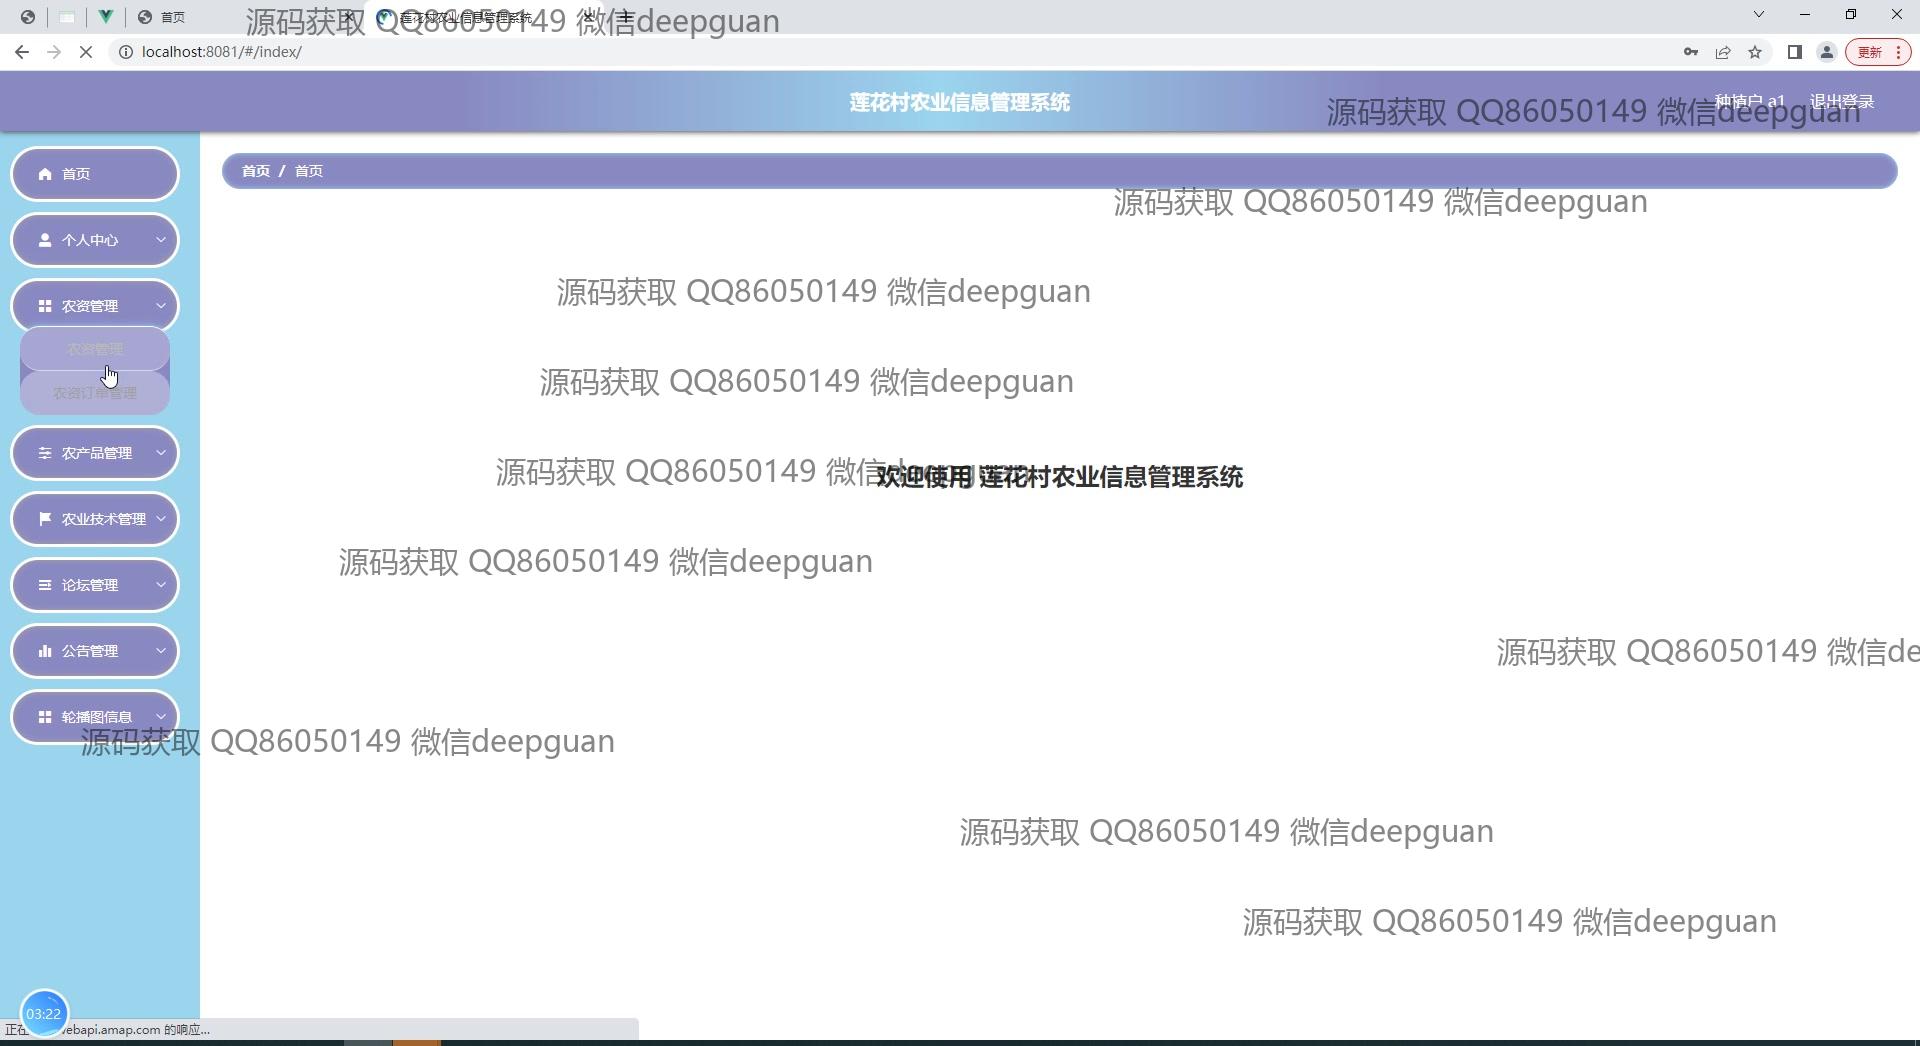 首页
莲花村农业信息管理系统
源码获取 QQ86050149 微信deepguan
localhost:8081/#/index/
更新
莲花村农业信息管理系统
种植户 a1
退出登录
源码获取 QQ86050149 微信deepguan
首页
首页 / 首页
源码获取 QQ86050149 微信deepguan
个人中心
源码获取 QQ86050149 微信deepguan
农资管理
农资管理
源码获取 QQ86050149 微信deepguan
农资订单管理
农产品管理
源码获取 QQ86050149 微信deepguan
欢迎使用 莲花村农业信息管理系统
农业技术管理
源码获取 QQ86050149 微信deepguan
论坛管理
公告管理
源码获取 QQ86050149 微信de
轮播图信息
源码获取 QQ86050149 微信deepguan
源码获取 QQ86050149 微信deepguan
源码获取 QQ86050149 微信deepguan
03:22
正在 ebapi.amap.com 的响应...